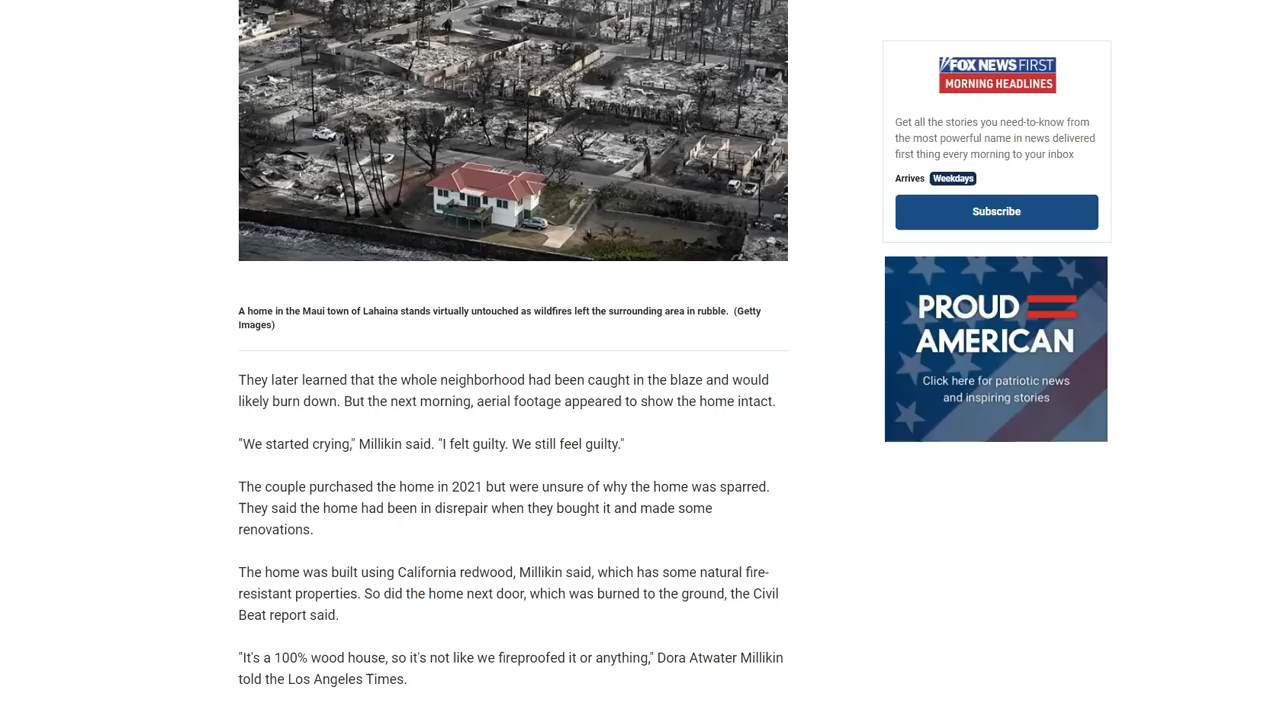 A home in the Maui town of Lahaina stands virtually untouched as wildfires left the surrounding area in rubble.  (Getty
Images)
They later learned that the whole neighborhood had been caught in the blaze and would
likely burn down. But the next morning, aerial footage appeared to show the home intact.
"We started crying," Millikin said. "I felt guilty. We still feel guilty."
The couple purchased the home in 2021 but were unsure of why the home was sparred.
They said the home had been in disrepair when they bought it and made some
renovations.
The home was built using California redwood, Millikin said, which has some natural fire-
resistant properties. So did the home next door, which was burned to the ground, the Civil
Beat report said.
"It's a 100% wood house, so it's not like we fireproofed it or anything," Dora Atwater Millikin
told the Los Angeles Times.
FOX NEWS FIRST
MORNING HEADLINES
Get all the stories you need-to-know from
the most powerful name in news delivered
first thing every morning to your inbox
Arrives Weekdays
Subscribe
PROUD
AMERICAN
Click here for patriotic news
and inspiring stories